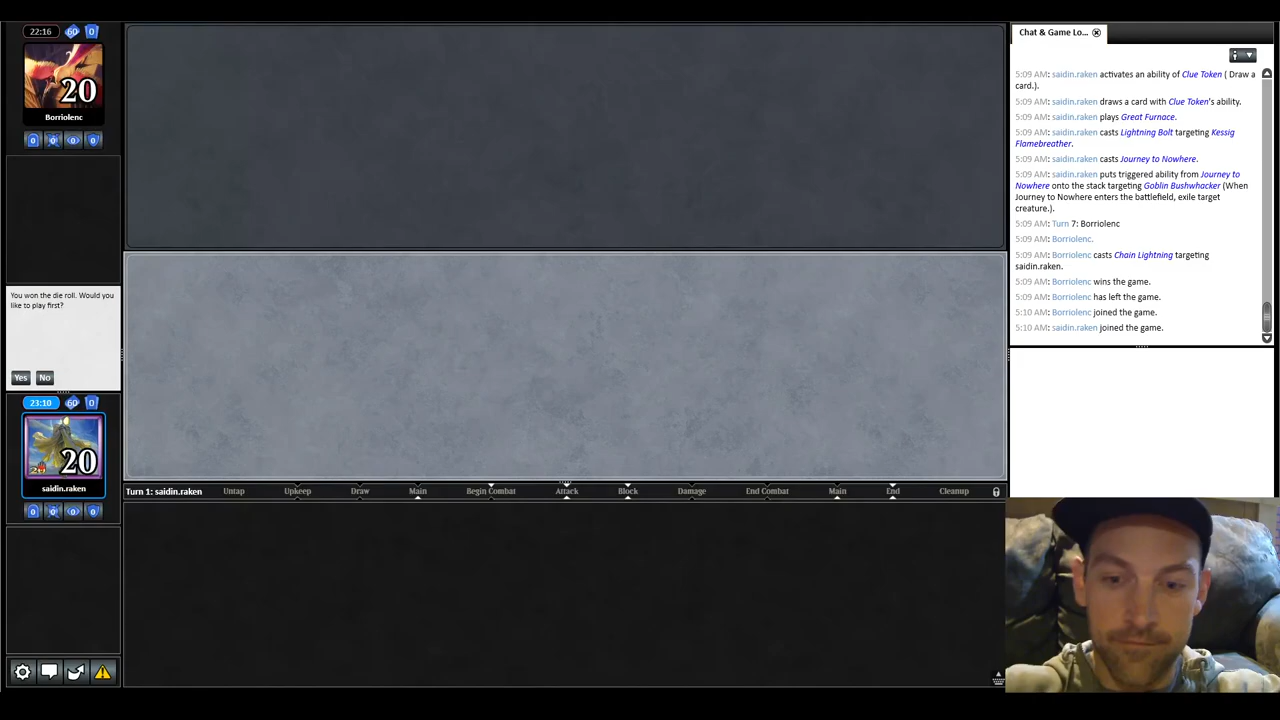 22:16 60 0
20
Borriolenc
0 0 0 0
You won the die roll. Would you
like to play first?
Yes No
23:10 60 0
20
saidin.raken
0 0 0 0
Turn 1: saidin.raken Untap Upkeep Draw Main Begin Combat Attack Block Damage End Combat Main End Cleanup
Chat & Game Lo...
5:09 AM: saidin.raken activates an ability of Clue Token ( Draw a
card.).
5:09 AM: saidin.raken draws a card with Clue Token's ability.
5:09 AM: saidin.raken plays Great Furnace.
5:09 AM: saidin.raken casts Lightning Bolt targeting Kessig
Flamebreather.
5:09 AM: saidin.raken casts Journey to Nowhere.
5:09 AM: saidin.raken puts triggered ability from Journey to
Nowhere onto the stack targeting Goblin Bushwhacker (When
Journey to Nowhere enters the battlefield, exile target
creature.).
5:09 AM: Turn 7: Borriolenc
5:09 AM: Borriolenc.
5:09 AM: Borriolenc casts Chain Lightning targeting
saidin.raken.
5:09 AM: Borriolenc wins the game.
5:09 AM: Borriolenc has left the game.
5:10 AM: Borriolenc joined the game.
5:10 AM: saidin.raken joined the game.